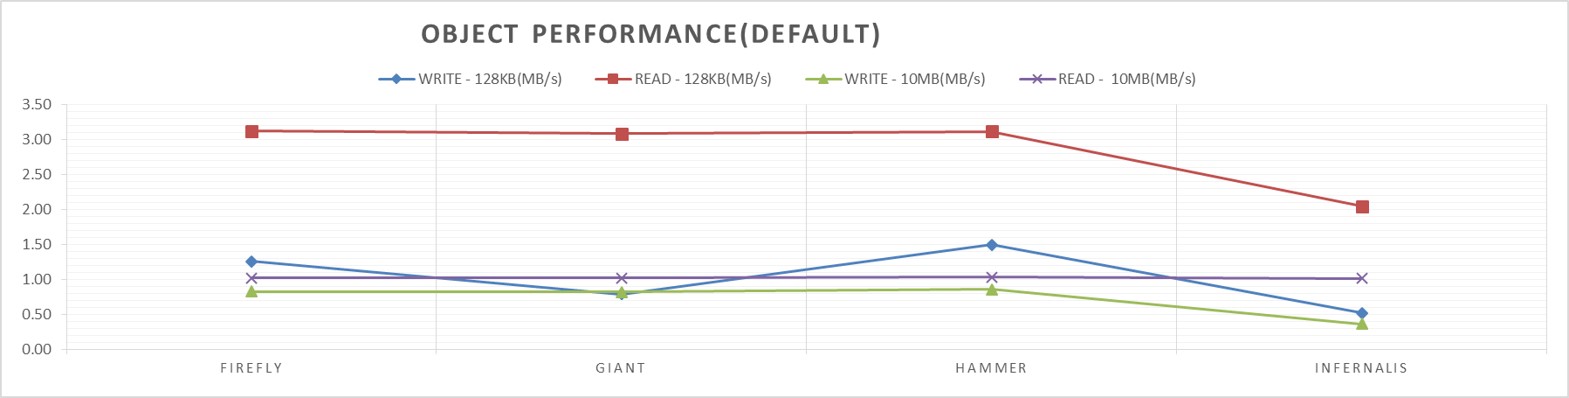 OBJECT PERFORMANCE(DEFAULT)
WRITE - 128KB(MB/s) READ - 128KB(MB/s) WRITE - 10MB(MB/s) READ - 10MB(MB/s)
3.50
3.00
2.50
2.00
1.50
1.00
0.50
0.00
FIREFLY GIANT HAMMER INFERNALIS